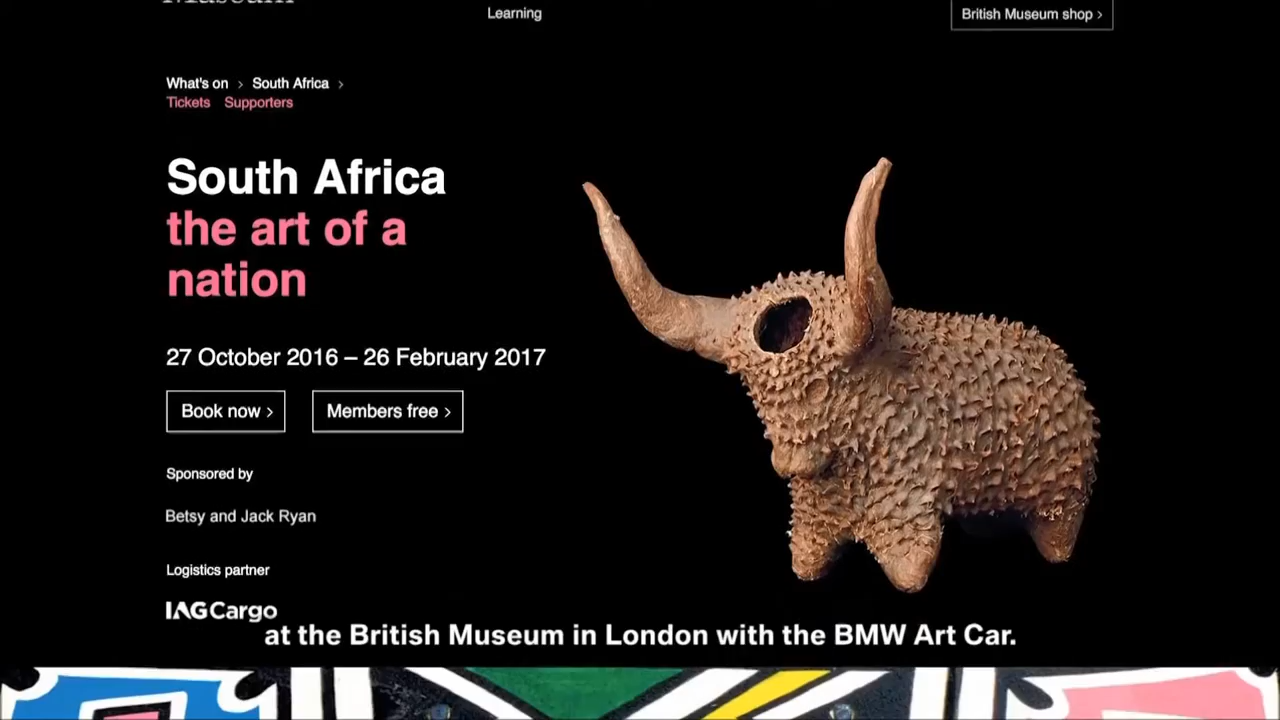 Museum
Learning
British Museum shop ›
What's on › South Africa ›
Tickets Supporters
South Africa
the art of a
nation
27 October 2016 – 26 February 2017
Book now ›
Members free ›
Sponsored by
Betsy and Jack Ryan
Logistics partner
IAGCargo
at the British Museum in London with the BMW Art Car.